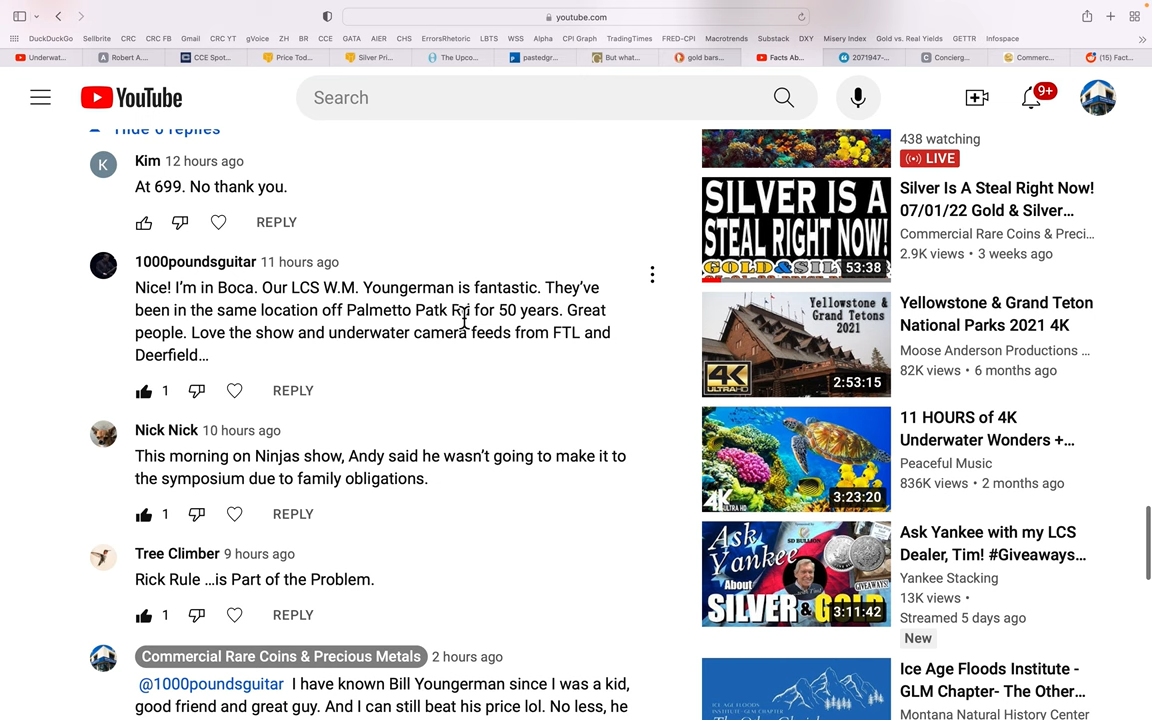 youtube.com
DuckDuckGo Sellbrite CRC CRC FB Gmail CRC YT gVoice ZH BR CCE GATA AIER CHS ErrorsRhetoric LBTS WSS Alpha CPI Graph TradingTimes FRED-CPI Macrotrends Substack DXY Misery Index Gold vs. Real Yields GETTR Infospace
Underwat... Robert A.... CCE Spot... Price Tod... Silver Pri... The Upco... pastedgr... But what... gold bars... Facts Ab... 2071947-... Concierg... Commerc... (15) Fact...
YouTube
Search
9+
Hide 6 replies
K
Kim 12 hours ago
At 699. No thank you.
REPLY
1000poundsguitar 11 hours ago
Nice! I'm in Boca. Our LCS W.M. Youngerman is fantastic. They've
been in the same location off Palmetto Patk Rd for 50 years. Great
people. Love the show and underwater camera feeds from FTL and
Deerfield...
1 REPLY
Nick Nick 10 hours ago
This morning on Ninjas show, Andy said he wasn't going to make it to
the symposium due to family obligations.
1 REPLY
Tree Climber 9 hours ago
Rick Rule ...is Part of the Problem.
1 REPLY
Commercial Rare Coins & Precious Metals 2 hours ago
@1000poundsguitar I have known Bill Youngerman since I was a kid,
good friend and great guy. And I can still beat his price lol. No less, he
438 watching
LIVE
SILVER IS A
STEAL RIGHT NOW!
GOLD & SIL
53:38
Silver Is A Steal Right Now!
07/01/22 Gold & Silver...
Commercial Rare Coins & Preci...
2.9K views • 3 weeks ago
Yellowstone &
Grand Tetons
2021
4K
ULTRA HD
2:53:15
Yellowstone & Grand Teton
National Parks 2021 4K
Moose Anderson Productions ...
82K views • 6 months ago
4K
ULTRA HD
3:23:20
11 HOURS of 4K
Underwater Wonders +...
Peaceful Music
836K views • 2 months ago
Ask
Yankee
SD BULLION
About
GIVEAWAYS!
SILVER & GOLD
3:11:42
Ask Yankee with my LCS
Dealer, Tim! #Giveaways...
Yankee Stacking
13K views •
Streamed 5 days ago
New
ICE AGE FLOODS INSTITUTE - GLM CHAPTER
Ice Age Floods Institute -
GLM Chapter- The Other...
Montana Natural History Center